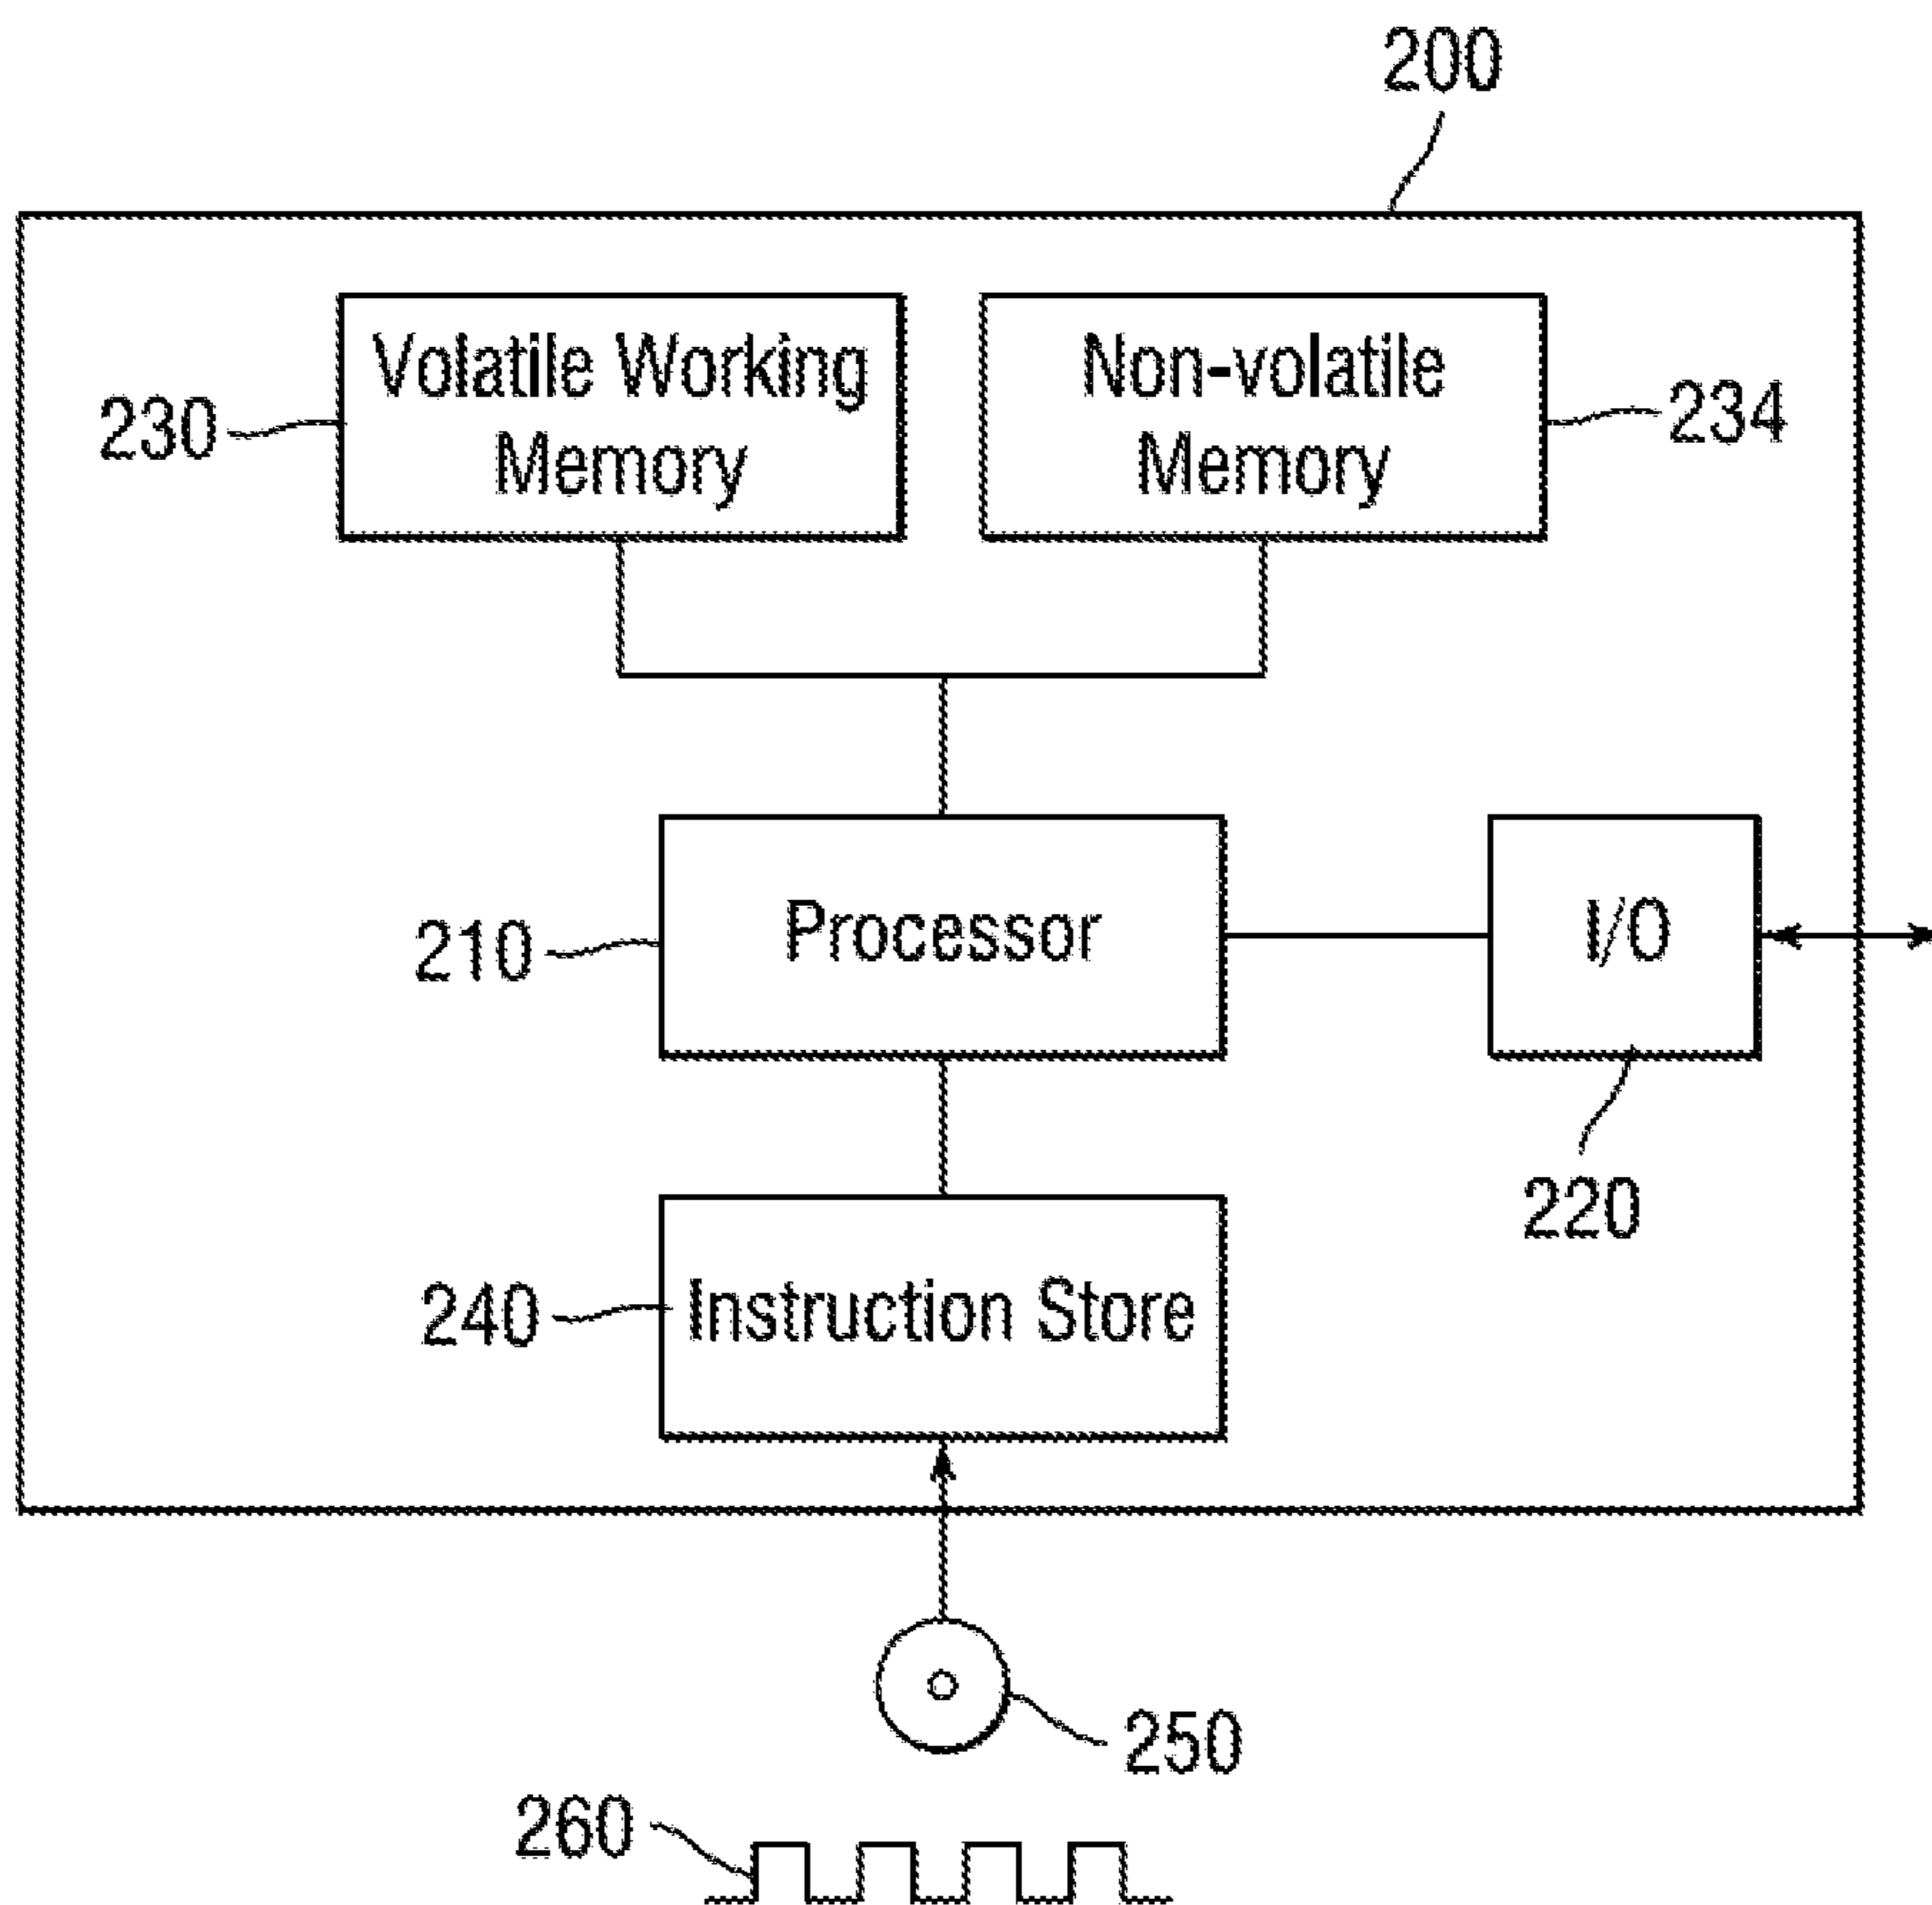 200
Volatile Working
Memory
Non-volatile
Memory
230
234
Processor
I/O
210
220
Instruction Store
240
250
260